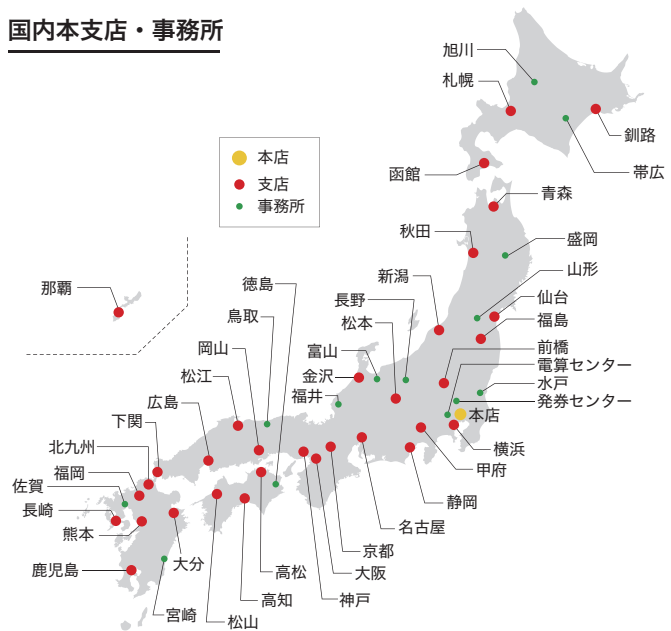 国内本支店・事務所
旭川
札幌
釧路
函館
帯広
本店
支店
事務所
青森
秋田
盛岡
山形
新潟
那覇
徳島
長野
仙台
鳥取
松本
福島
岡山
富山
前橋
電算センター
松江
金沢
水戸
福井
発券センター
広島
本店
下関
北九州
横浜
福岡
甲府
佐賀
長崎
静岡
熊本
名古屋
京都
大分
鹿児島
高松
大阪
高知
神戸
宮崎
松山